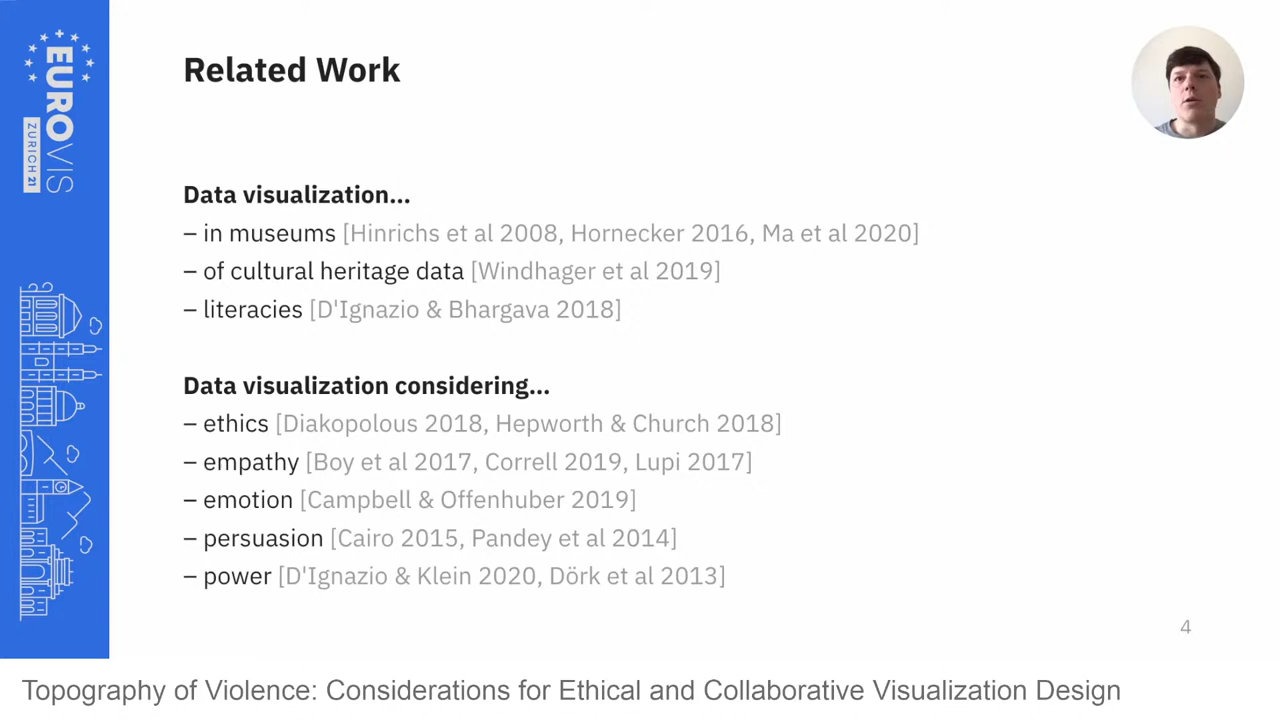 EUROVIS
ZURICH 21
Related Work
Data visualization...
– in museums [Hinrichs et al 2008, Hornecker 2016, Ma et al 2020]
– of cultural heritage data [Windhager et al 2019]
– literacies [D'Ignazio & Bhargava 2018]
Data visualization considering...
– ethics [Diakopolous 2018, Hepworth & Church 2018]
– empathy [Boy et al 2017, Correll 2019, Lupi 2017]
– emotion [Campbell & Offenhuber 2019]
– persuasion [Cairo 2015, Pandey et al 2014]
– power [D'Ignazio & Klein 2020, Dörk et al 2013]
4
Topography of Violence: Considerations for Ethical and Collaborative Visualization Design